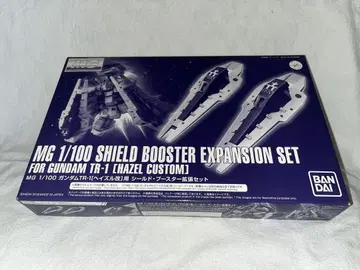 MG
MG 1/100 SHIELD BOOSTER EXPANSION SET
FOR GUNDAM TR-1 [HAZEL CUSTOM]
MG 1/100 ガンダムTR-1[ヘイズル改]用 シールド・ブースター拡張セット
BAN
DAI